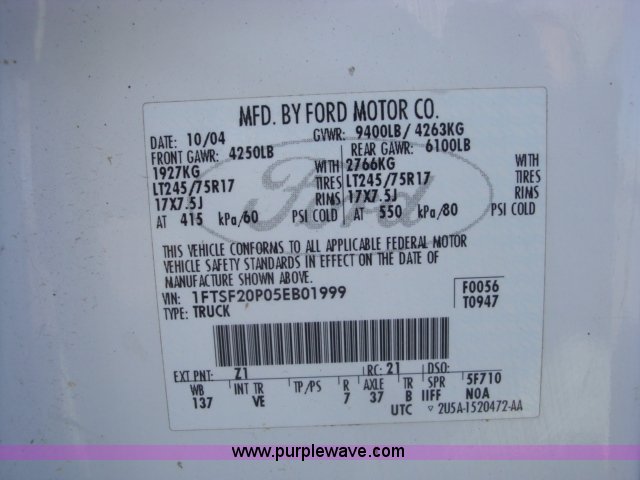 MFD. BY FORD MOTOR CO.
DATE: 10/04 GVWR: 9400LB/ 4263KG
FRONT GAWR: 4250LB REAR GAWR: 6100LB
1927KG WITH 2766KG WITH
LT245/75R17 TIRES LT245/75R17 TIRES
17X7.5J RIMS 17X7.5J RIMS
AT 415 kPa/60 PSI COLD AT 550 kPa/80 PSI COLD
Ford
THIS VEHICLE CONFORMS TO ALL APPLICABLE FEDERAL MOTOR
VEHICLE SAFETY STANDARDS IN EFFECT ON THE DATE OF
MANUFACTURE SHOWN ABOVE.
VIN: 1FTSF20P05EB01999 F0056
TYPE: TRUCK T0947
EXT PNT: Z1 RC: 21 DSO:
WB INT TR TP/PS R AXLE TR SPR 5F710
137 VE 7 37 B IIFF N0A
UTC 2U5A-1520472-AA
www.purplewave.com